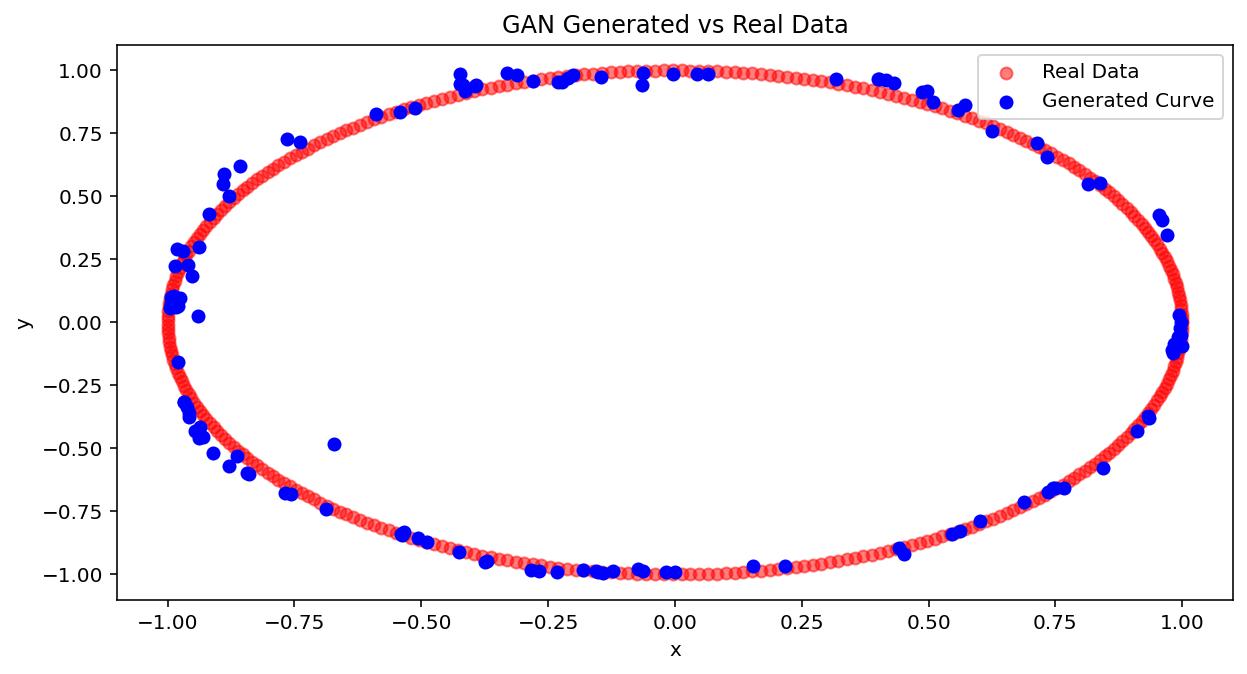 GAN Generated vs Real Data
Real Data
Generated Curve
1.00
0.75
0.50
0.25
0.00
−0.25
−0.50
−0.75
−1.00
y
−1.00 −0.75 −0.50 −0.25 0.00 0.25 0.50 0.75 1.00
x